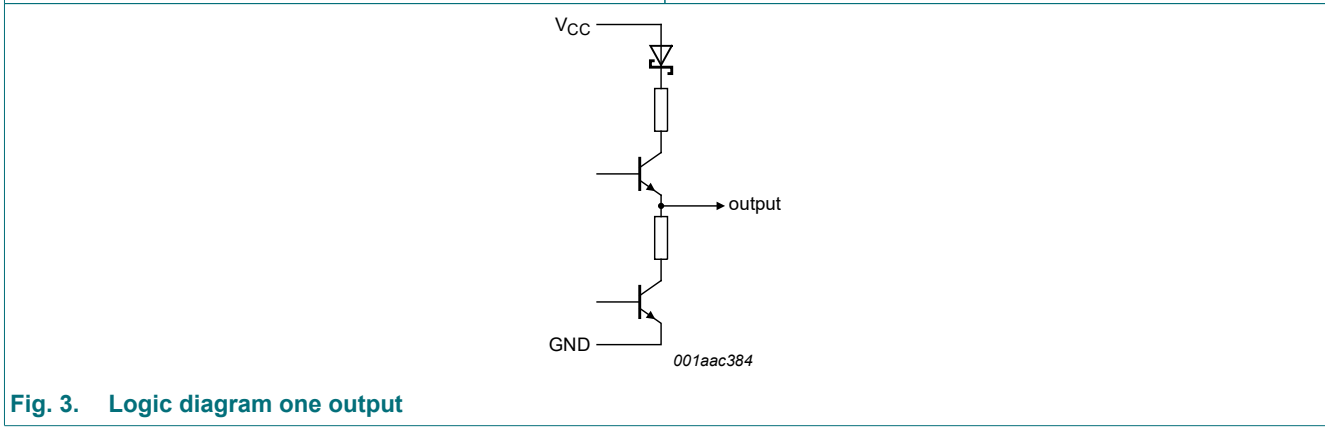 VCC
output
GND
001aac384
Fig. 3. Logic diagram one output